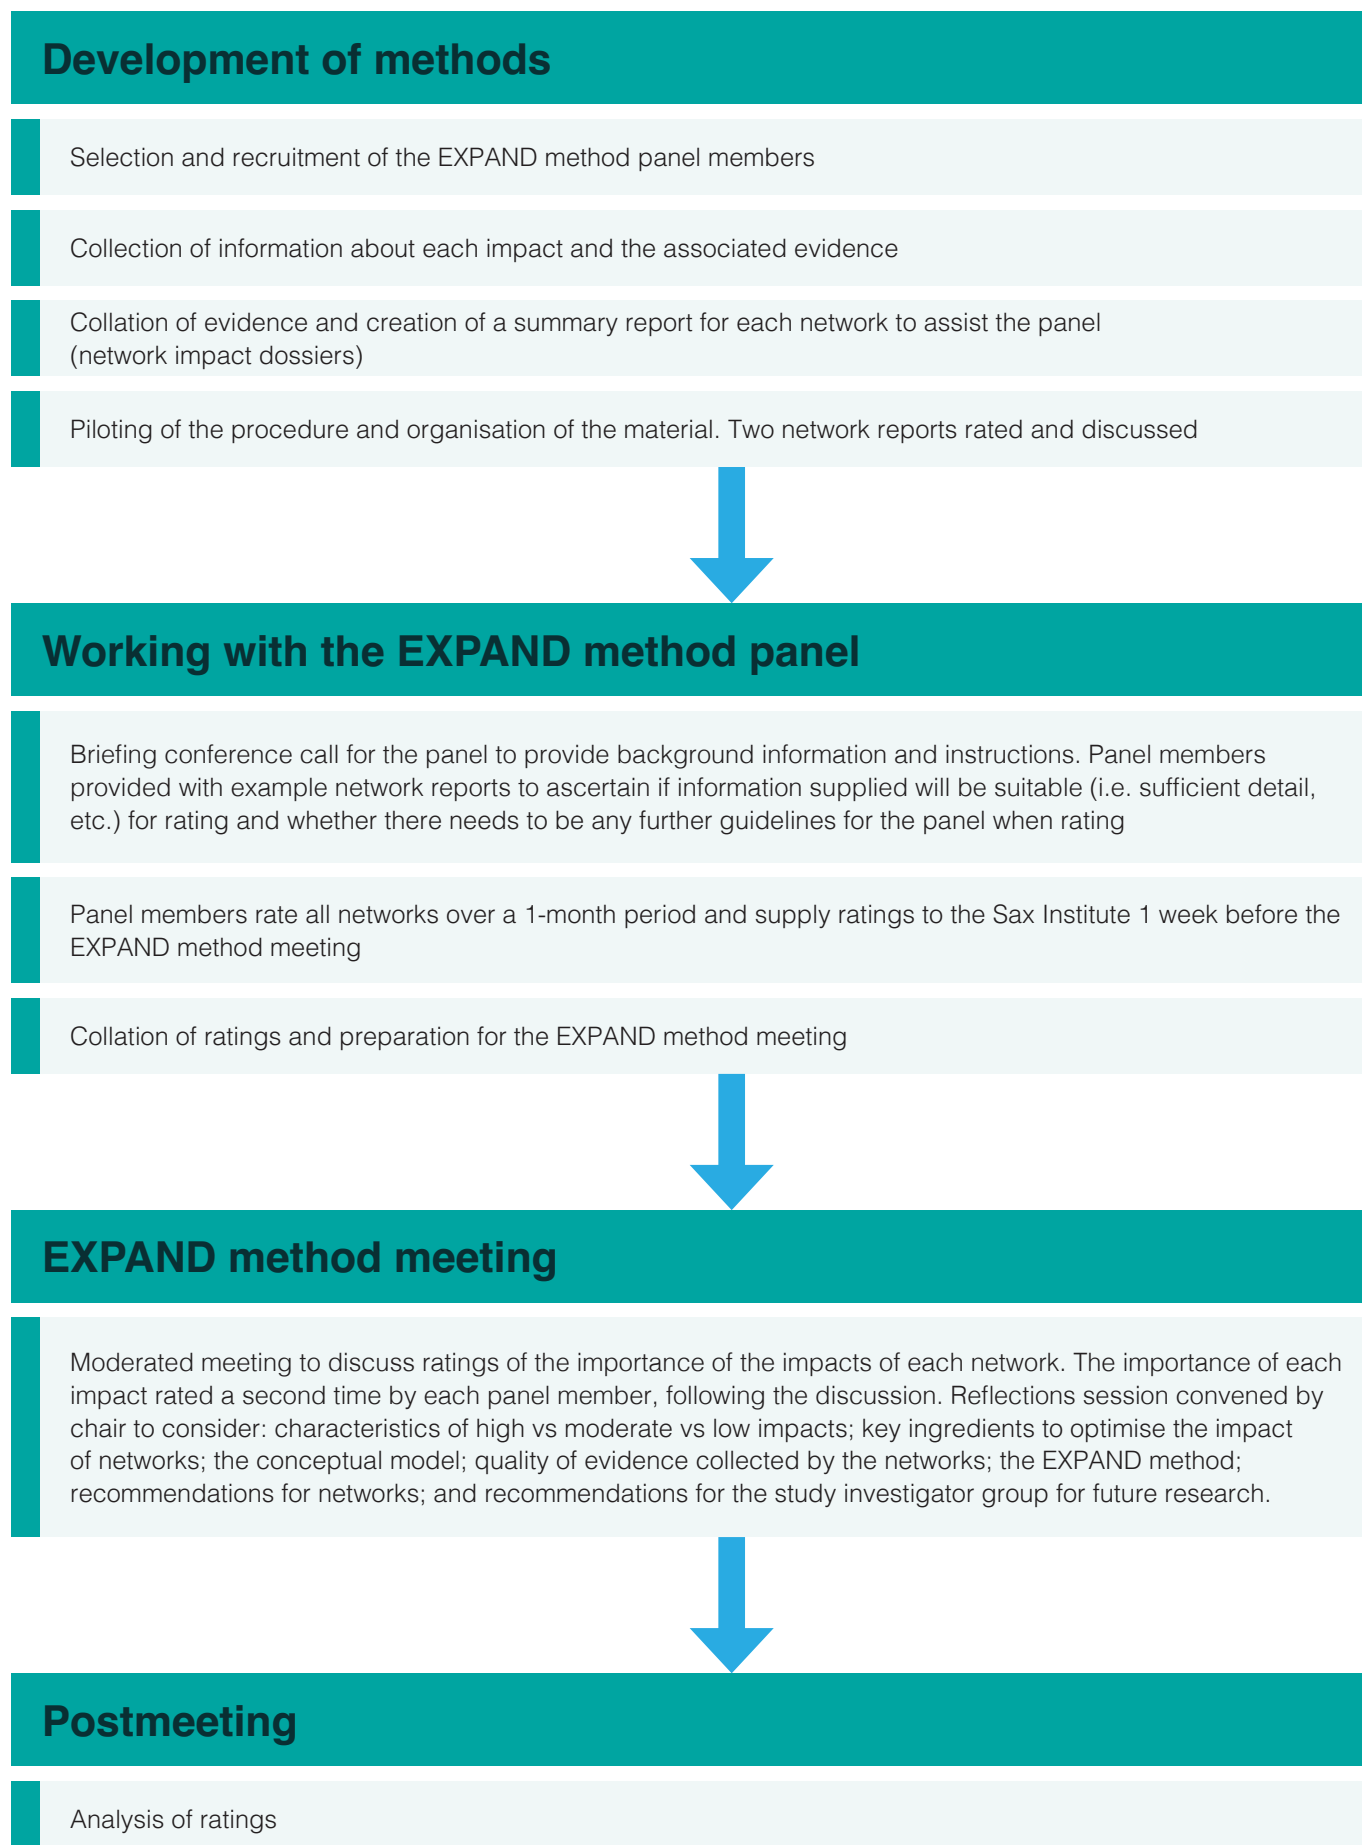 Development of methods
Selection and recruitment of the EXPAND method panel members
Collection of information about each impact and the associated evidence
Collation of evidence and creation of a summary report for each network to assist the panel
(network impact dossiers)
Piloting of the procedure and organisation of the material. Two network reports rated and discussed
Working with the EXPAND method panel
Briefing conference call for the panel to provide background information and instructions. Panel members
provided with example network reports to ascertain if information supplied will be suitable (i.e. sufficient detail,
etc.) for rating and whether there needs to be any further guidelines for the panel when rating
Panel members rate all networks over a 1-month period and supply ratings to the Sax Institute 1 week before the
EXPAND method meeting
Collation of ratings and preparation for the EXPAND method meeting
EXPAND method meeting
Moderated meeting to discuss ratings of the importance of the impacts of each network. The importance of each
impact rated a second time by each panel member, following the discussion. Reflections session convened by
chair to consider: characteristics of high vs moderate vs low impacts; key ingredients to optimise the impact
of networks; the conceptual model; quality of evidence collected by the networks; the EXPAND method;
recommendations for networks; and recommendations for the study investigator group for future research.
Postmeeting
Analysis of ratings